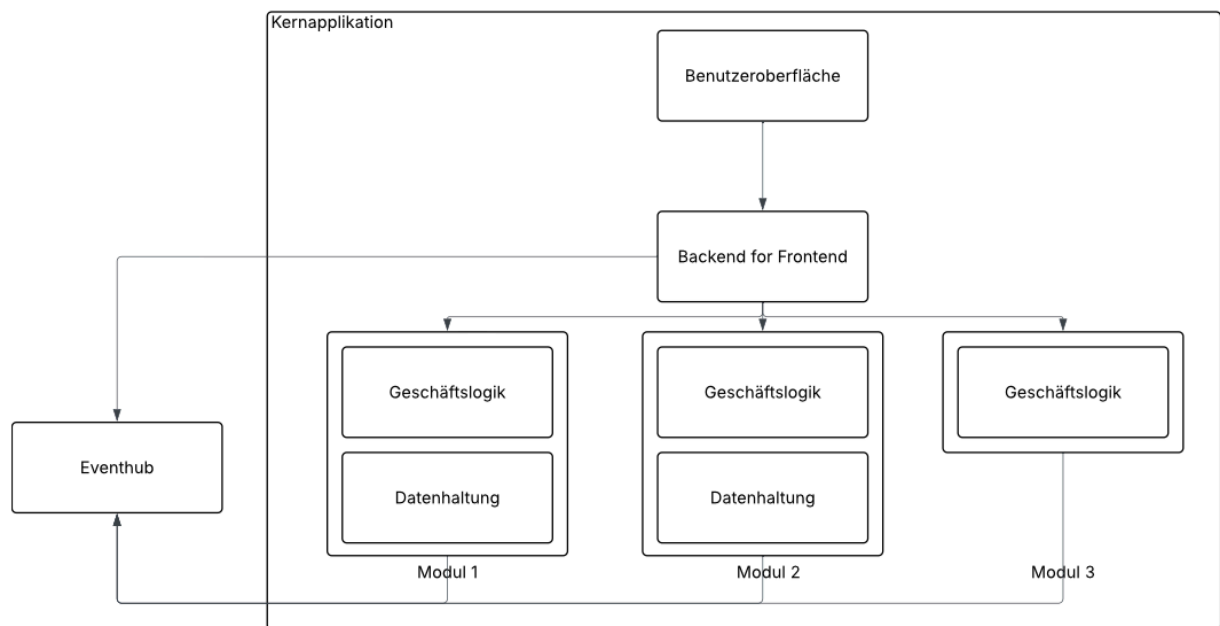 Kernapplikation
Benutzeroberfläche
Backend for Frontend
Geschäftslogik
Geschäftslogik
Geschäftslogik
Eventhub
Datenhaltung
Datenhaltung
Modul 1
Modul 2
Modul 3